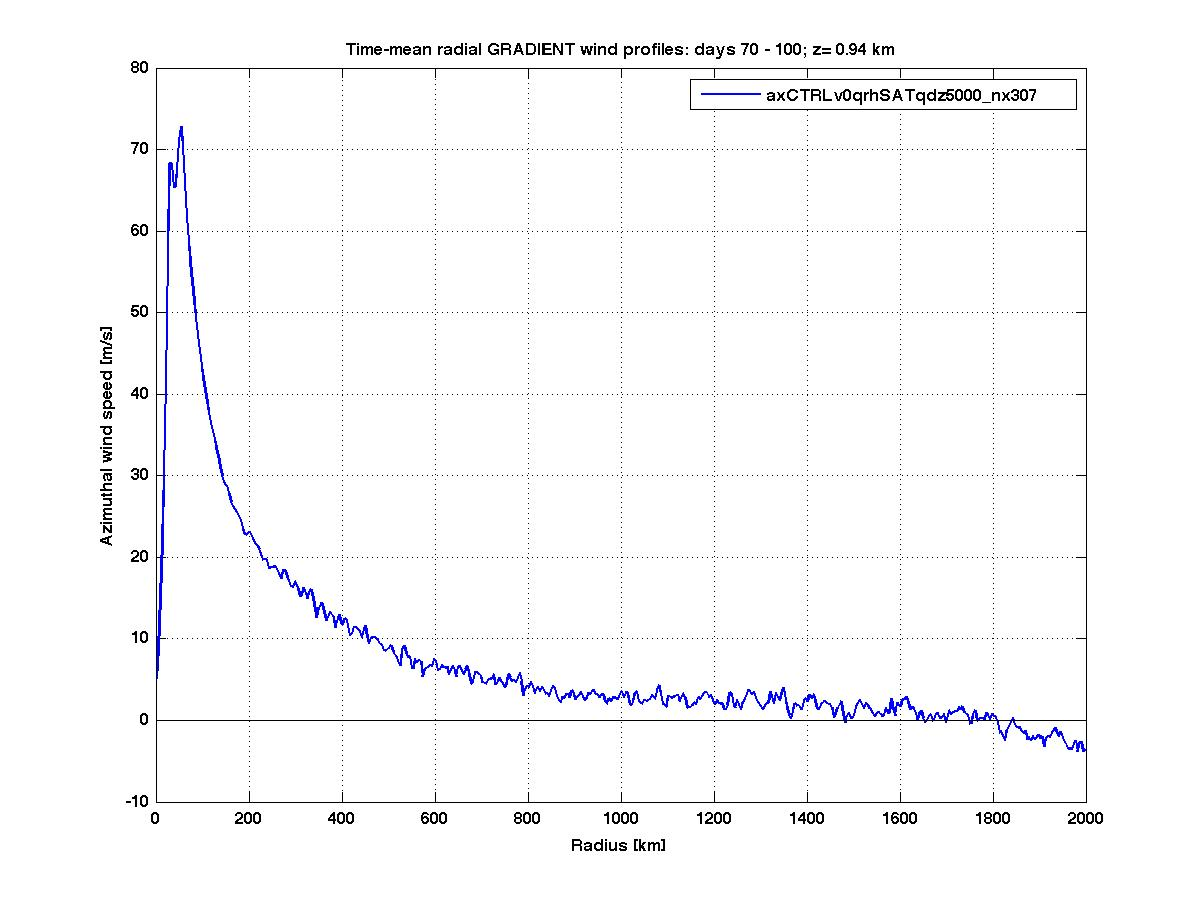 Time-mean radial GRADIENT wind profiles: days 70 - 100; z= 0.94 km
axCTRLv0qrhSATqdz5000_nx307
80
70
60
50
40
30
20
10
0
-10
Azimuthal wind speed [m/s]
0 200 400 600 800 1000 1200 1400 1600 1800 2000
Radius [km]